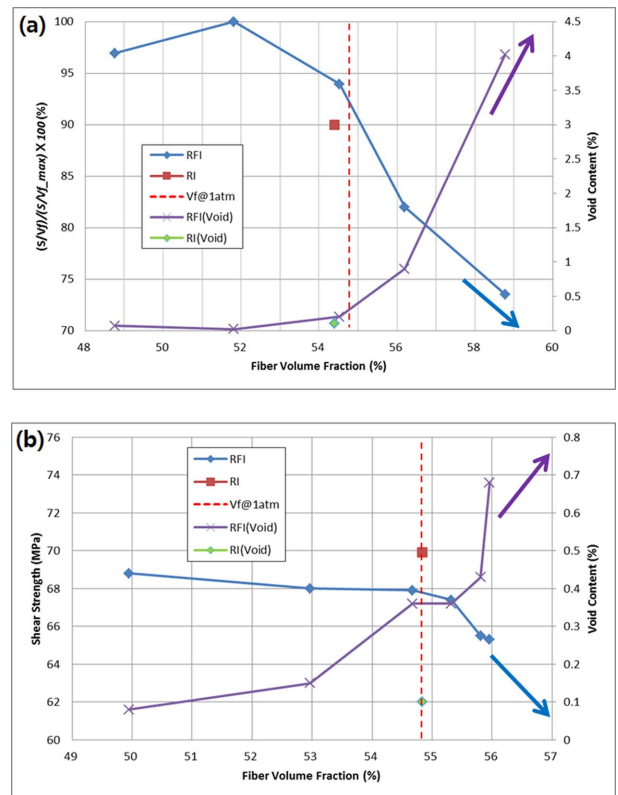 (a)
(S/Vf)/(S/Vf_max) X 100 (%)
100
95
90
85
80
75
70
RFI
RI
Vf@1atm
RFI(Void)
RI(Void)
4.5
4
3.5
3
2.5
2
1.5
1
0.5
0
Void Content (%)
48 50 52 54 56 58 60
Fiber Volume Fraction (%)
(b)
Shear Strength (MPa)
76
74
72
70
68
66
64
62
60
RFI
RI
Vf@1atm
RFI(Void)
RI(Void)
0.8
0.7
0.6
0.5
0.4
0.3
0.2
0.1
0
Void Content (%)
49 50 51 52 53 54 55 56 57
Fiber Volume Fraction (%)